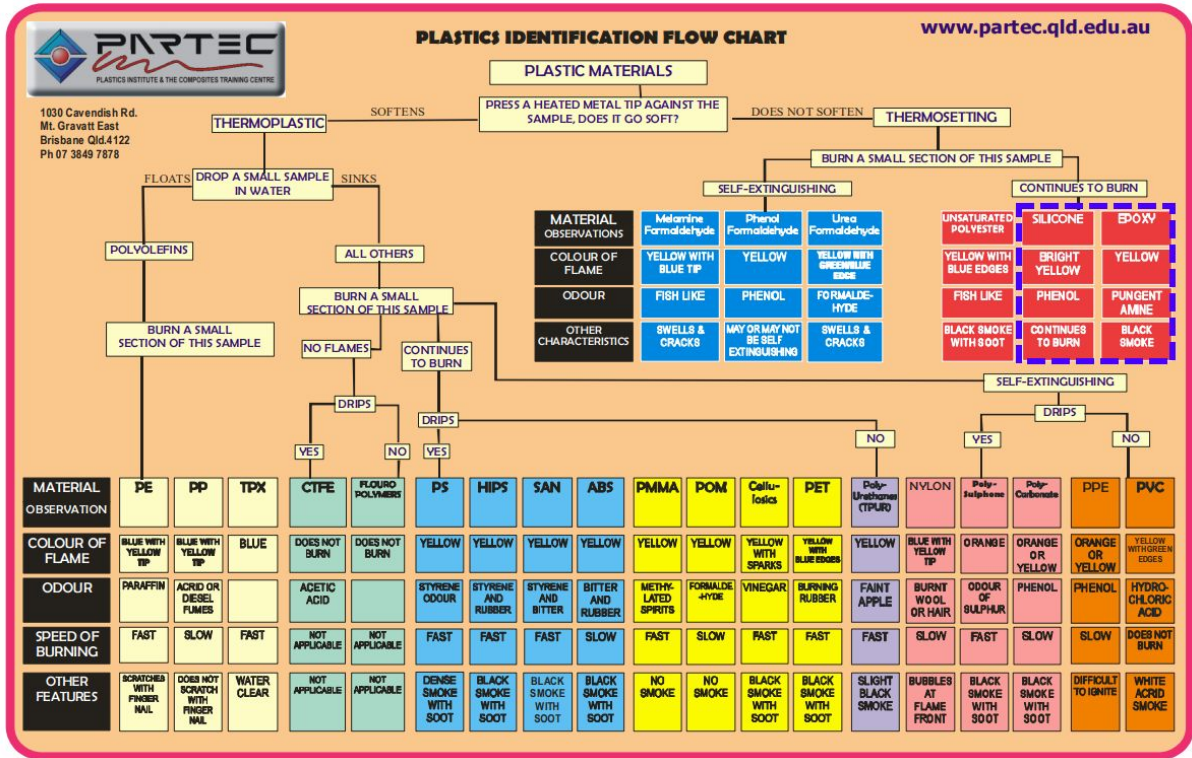 PARTEC
PLASTICS INSTITUTE & THE COMPOSITES TRAINING CENTRE
PLASTICS IDENTIFICATION FLOW CHART
www.partec.qld.edu.au
1030 Cavendish Rd.
Mt. Gravatt East
Brisbane Qld.4122
Ph 07 3849 7878
PLASTIC MATERIALS
PRESS A HEATED METAL TIP AGAINST THE
SAMPLE, DOES IT GO SOFT?
SOFTENS
DOES NOT SOFTEN
THERMOPLASTIC
THERMOSETTING
BURN A SMALL SECTION OF THIS SAMPLE
FLOATS
DROP A SMALL SAMPLE
IN WATER
SINKS
SELF-EXTINGUISHING
CONTINUES TO BURN
MATERIAL
OBSERVATIONS
Melamine
Formaldehyde
Phenol
Formaldehyde
Urea
Formaldehyde
UNSATURATED
POLYESTER
SILICONE
EPOXY
COLOUR OF
FLAME
YELLOW WITH
BLUE TIP
YELLOW
YELLOW WITH
GREENBLUE
EDGE
YELLOW WITH
BLUE EDGES
BRIGHT
YELLOW
YELLOW
ODOUR
FISH LIKE
PHENOL
FORMALDE-
HYDE
FISH LIKE
PHENOL
PUNGENT
AMINE
OTHER
CHARACTERISTICS
SWELLS &
CRACKS
MAY OR MAY NOT
BE SELF
EXTINGUISHING
SWELLS &
CRACKS
BLACK SMOKE
WITH SOOT
CONTINUES
TO BURN
BLACK
SMOKE
POLYOLEFINS
ALL OTHERS
BURN A SMALL
SECTION OF THIS SAMPLE
BURN A SMALL
SECTION OF THIS SAMPLE
NO FLAMES
CONTINUES
TO BURN
SELF-EXTINGUISHING
DRIPS
DRIPS
DRIPS
YES
NO
YES
NO
YES
NO
MATERIAL
OBSERVATION
PE
PP
TPX
CTFE
FLOURO
POLYMERS
PS
HIPS
SAN
ABS
PMMA
POM
Cellu-
losics
PET
Poly-
Urethanes
(TPUR)
NYLON
Poly-
Sulphone
Poly-
Carbonate
PPE
PVC
COLOUR OF
FLAME
BLUE WITH
YELLOW
TIP
BLUE WITH
YELLOW
TIP
BLUE
DOES NOT
BURN
DOES NOT
BURN
YELLOW
YELLOW
YELLOW
YELLOW
YELLOW
YELLOW
YELLOW
WITH
SPARKS
YELLOW
WITH
BLUE EDGES
YELLOW
BLUE WITH
YELLOW
TIP
ORANGE
ORANGE
OR
YELLOW
ORANGE
OR
YELLOW
YELLOW
WITHGREEN
EDGES
ODOUR
PARAFFIN
ACRID OR
DIESEL
FUMES
ACETIC
ACID
STYRENE
ODOUR
STYRENE
AND
RUBBER
STYRENE
AND
BITTER
BITTER
AND
RUBBER
METHY-
LATED
SPIRITS
FORMALDE
-HYDE
VINEGAR
BURNING
RUBBER
FAINT
APPLE
BURNT
WOOL
OR HAIR
ODOUR
OF
SULPHUR
PHENOL
PHENOL
HYDRO-
CHLORIC
ACID
SPEED OF
BURNING
FAST
SLOW
FAST
NOT
APPLICABLE
NOT
APPLICABLE
FAST
FAST
FAST
SLOW
FAST
SLOW
FAST
FAST
FAST
SLOW
FAST
SLOW
SLOW
DOES NOT
BURN
OTHER
FEATURES
SCRATCHES
WITH
FINGER
NAIL
DOES NOT
SCRATCH
WITH
FINGER
NAIL
WATER
CLEAR
NOT
APPLICABLE
NOT
APPLICABLE
DENSE
SMOKE
WITH
SOOT
BLACK
SMOKE
WITH
SOOT
BLACK
SMOKE
WITH
SOOT
BLACK
SMOKE
WITH
SOOT
NO
SMOKE
NO
SMOKE
BLACK
SMOKE
WITH
SOOT
BLACK
SMOKE
WITH
SOOT
SLIGHT
BLACK
SMOKE
BUBBLES
AT
FLAME
FRONT
BLACK
SMOKE
WITH
SOOT
BLACK
SMOKE
WITH
SOOT
DIFFICULT
TO IGNITE
WHITE
ACRID
SMOKE